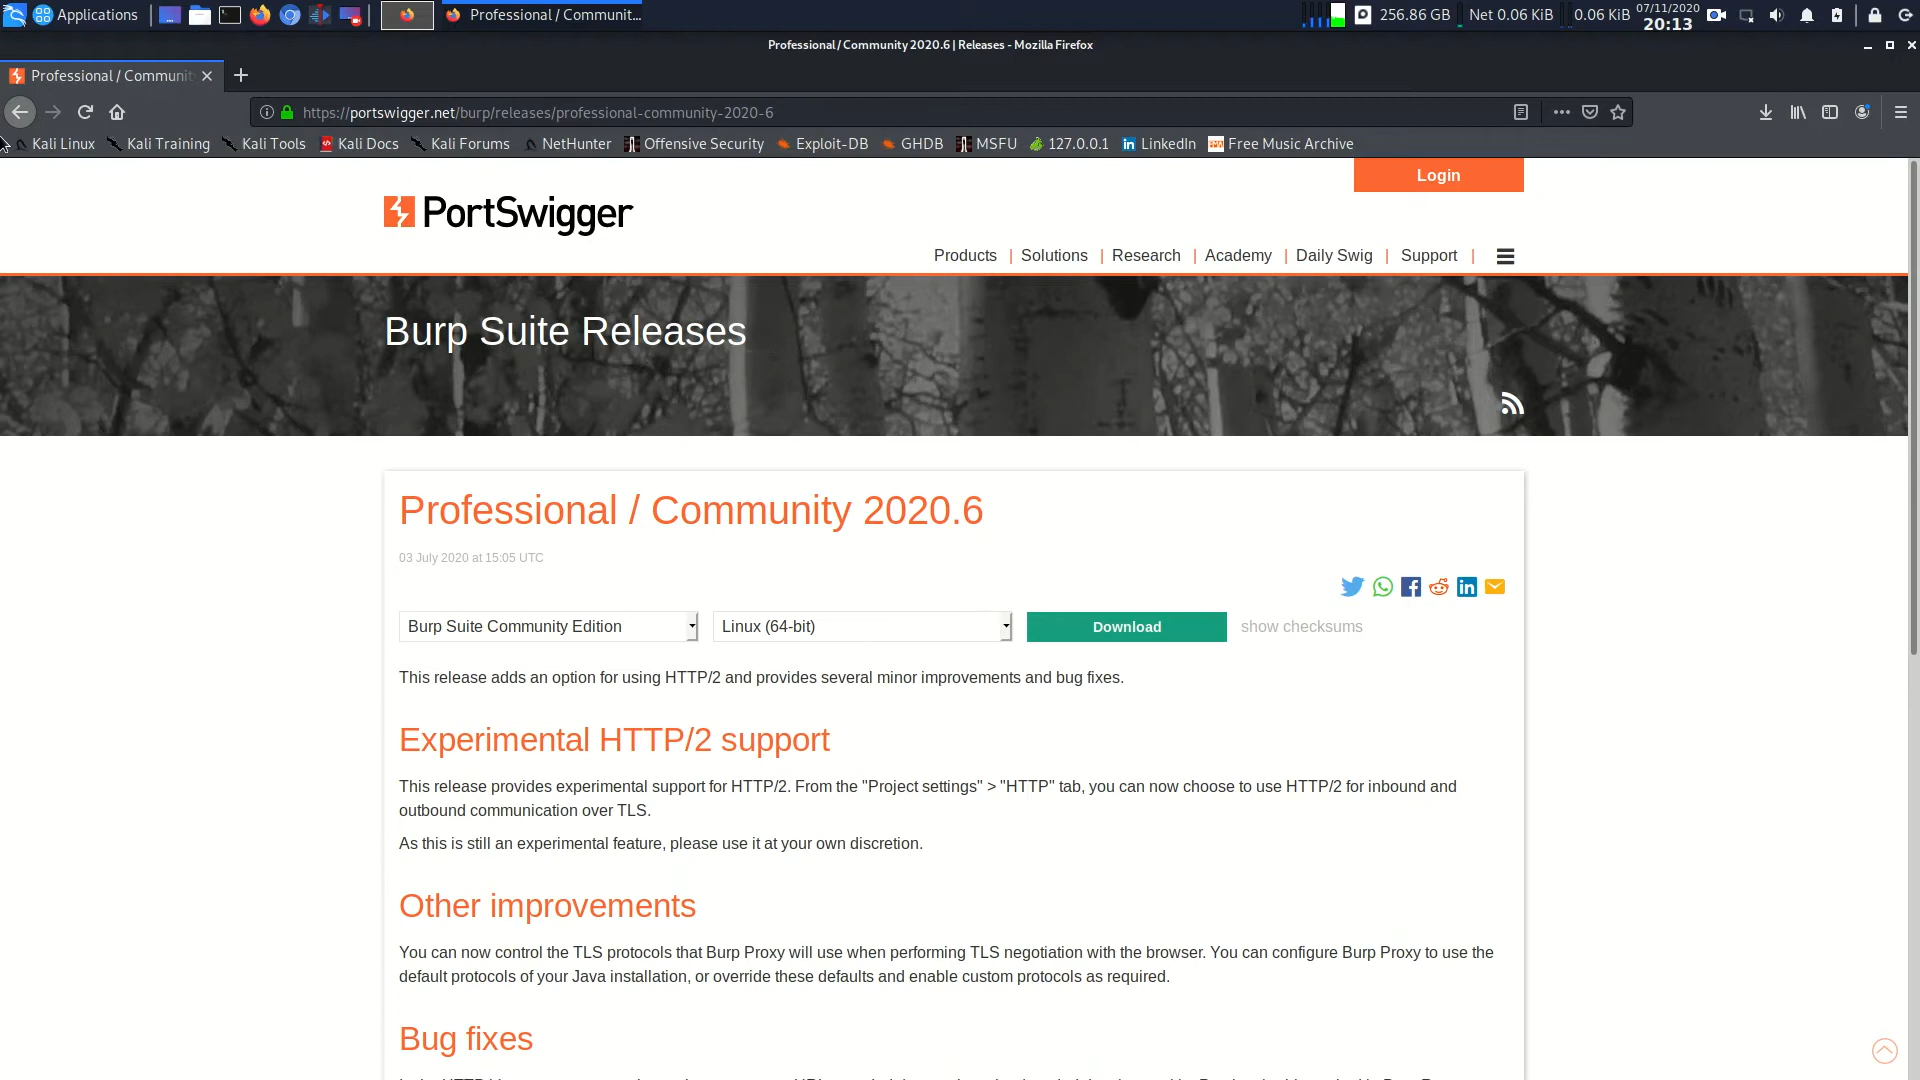 Applications
Professional / Communit...
256.86 GB
Net 0.06 KiB
0.06 KiB
07/11/2020
20:13
Professional / Community 2020.6 | Releases - Mozilla Firefox
Professional / Communit
https://portswigger.net/burp/releases/professional-community-2020-6
Kali Linux
Kali Training
Kali Tools
Kali Docs
Kali Forums
NetHunter
Offensive Security
Exploit-DB
GHDB
MSFU
127.0.0.1
LinkedIn
Free Music Archive
Login
PortSwigger
Products | Solutions | Research | Academy | Daily Swig | Support |
Burp Suite Releases
Professional / Community 2020.6
03 July 2020 at 15:05 UTC
Burp Suite Community Edition
Linux (64-bit)
Download
show checksums
This release adds an option for using HTTP/2 and provides several minor improvements and bug fixes.
Experimental HTTP/2 support
This release provides experimental support for HTTP/2. From the "Project settings" > "HTTP" tab, you can now choose to use HTTP/2 for inbound and
outbound communication over TLS.
As this is still an experimental feature, please use it at your own discretion.
Other improvements
You can now control the TLS protocols that Burp Proxy will use when performing TLS negotiation with the browser. You can configure Burp Proxy to use the
default protocols of your Java installation, or override these defaults and enable custom protocols as required.
Bug fixes